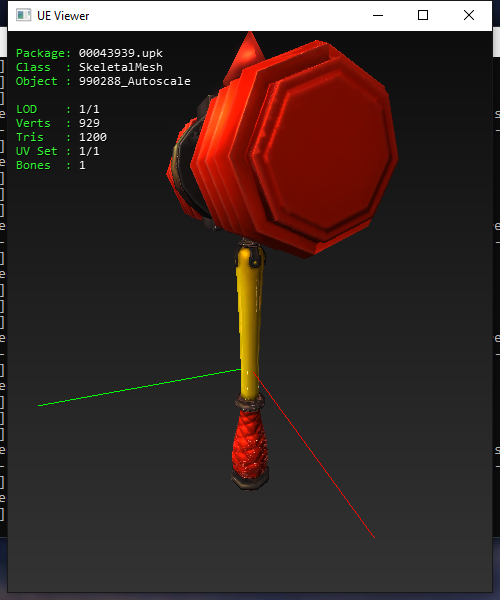 UE Viewer
Package: 00043939.upk
Class : SkeletalMesh
Object : 990288_Autoscale
LOD : 1/1
Verts : 929
Tris : 1200
UV Set : 1/1
Bones : 1